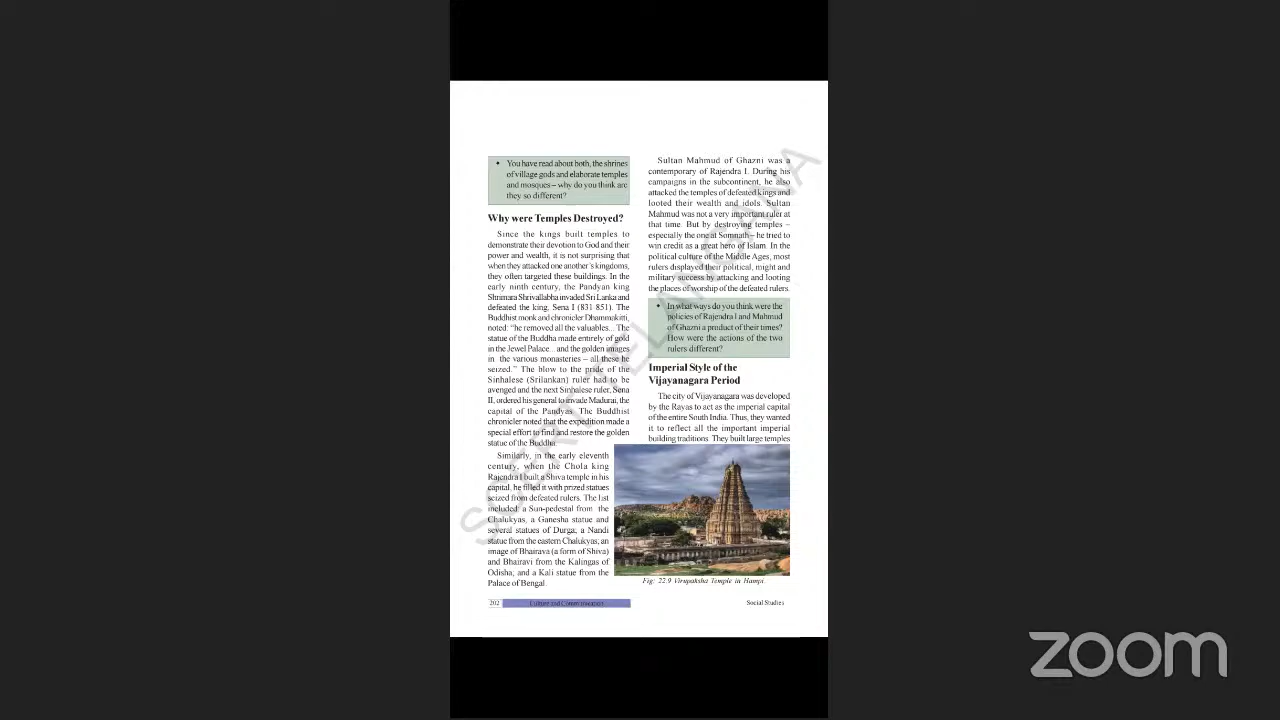 • You have read about both, the shrines
of village gods and elaborate temples
and mosques – why do you think are
they so different?
Why were Temples Destroyed?
Since the kings built temples to
demonstrate their devotion to God and their
power and wealth, it is not surprising that
when they attacked one another's kingdoms,
they often targeted these buildings. In the
early ninth century, the Pandyan king
Shrimara Shrivallabha invaded Sri Lanka and
defeated the king, Sena I (831 851). The
Buddhist monk and chronicler Dhammakitti,
noted: “he removed all the valuables... The
statue of the Buddha made entirely of gold
in the Jewel Palace... and the golden images
in the various monasteries – all these he
seized.” The blow to the pride of the
Sinhalese (Srilankan) ruler had to be
avenged and the next Sinhalese ruler, Sena
II, ordered his general to invade Madurai, the
capital of the Pandyas. The Buddhist
chronicler noted that the expedition made a
special effort to find and restore the golden
statue of the Buddha.
Similarly, in the early eleventh
century, when the Chola king
Rajendra I built a Shiva temple in his
capital, he filled it with prized statues
seized from defeated rulers. The list
included: a Sun-pedestal from the
Chalukyas, a Ganesha statue and
several statues of Durga; a Nandi
statue from the eastern Chalukyas; an
image of Bhairava (a form of Shiva)
and Bhairavi from the Kalingas of
Odisha; and a Kali statue from the
Palace of Bengal.
Sultan Mahmud of Ghazni was a
contemporary of Rajendra I. During his
campaigns in the subcontinent, he also
attacked the temples of defeated kings and
looted their wealth and idols. Sultan
Mahmud was not a very important ruler at
that time. But by destroying temples –
especially the one at Somnath – he tried to
win credit as a great hero of Islam. In the
political culture of the Middle Ages, most
rulers displayed their political, might and
military success by attacking and looting
the places of worship of the defeated rulers.
• In what ways do you think were the
policies of Rajendra I and Mahmud
of Ghazni a product of their times?
How were the actions of the two
rulers different?
Imperial Style of the
Vijayanagara Period
The city of Vijayanagara was developed
by the Rayas to act as the imperial capital
of the entire South India. Thus, they wanted
it to reflect all the important imperial
building traditions. They built large temples
Fig: 22.9 Virupaksha Temple in Hampi.
202
Culture and Communication
Social Studies
SCERT TELANGANA
zoom